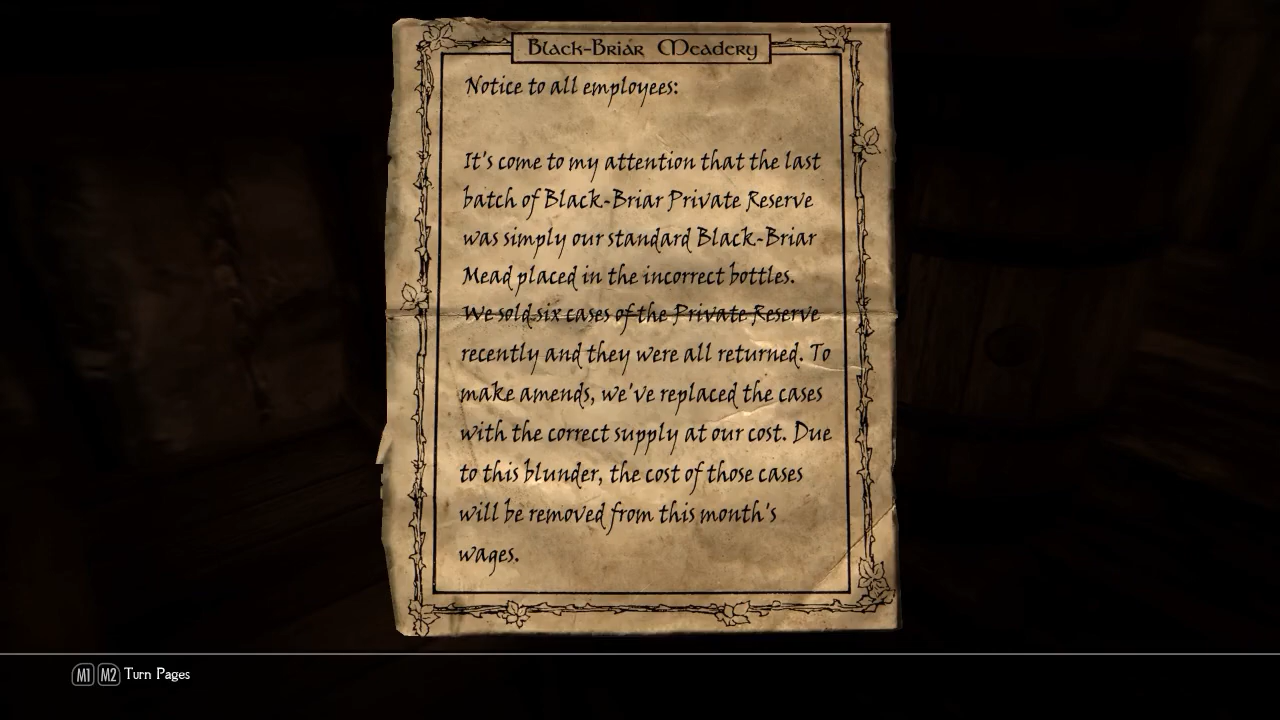 Black-Briar Meadery
Notice to all employees:
It's come to my attention that the last
batch of Black-Briar Private Reserve
was simply our standard Black-Briar
Mead placed in the incorrect bottles.
We sold six cases of the Private Reserve
recently and they were all returned. To
make amends, we've replaced the cases
with the correct supply at our cost. Due
to this blunder, the cost of those cases
will be removed from this month's
wages.
M1 M2 Turn Pages